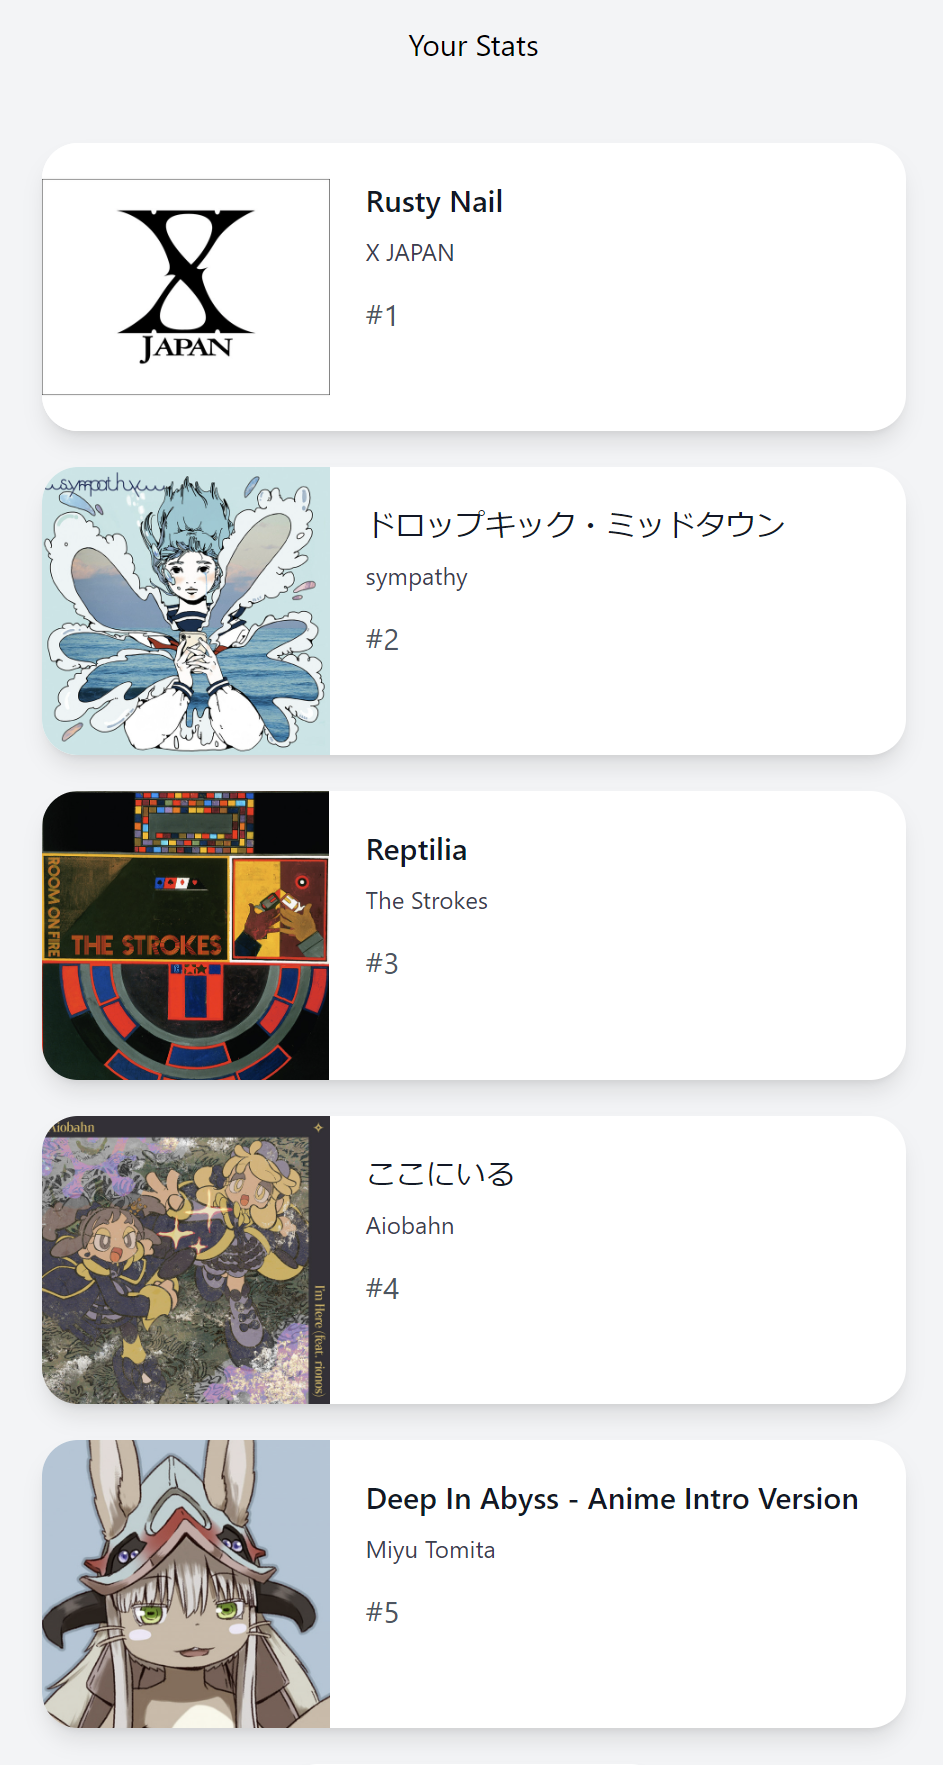 Your Stats
X
JAPAN
Rusty Nail
X JAPAN
#1
sympathy
ドロップキック・ミッドタウン
sympathy
#2
ROOM ON FIRE
THE STROKES
Reptilia
The Strokes
#3
Aiobahn
I'm Here (feat. rionos)
ここにいる
Aiobahn
#4
Deep In Abyss - Anime Intro Version
Miyu Tomita
#5